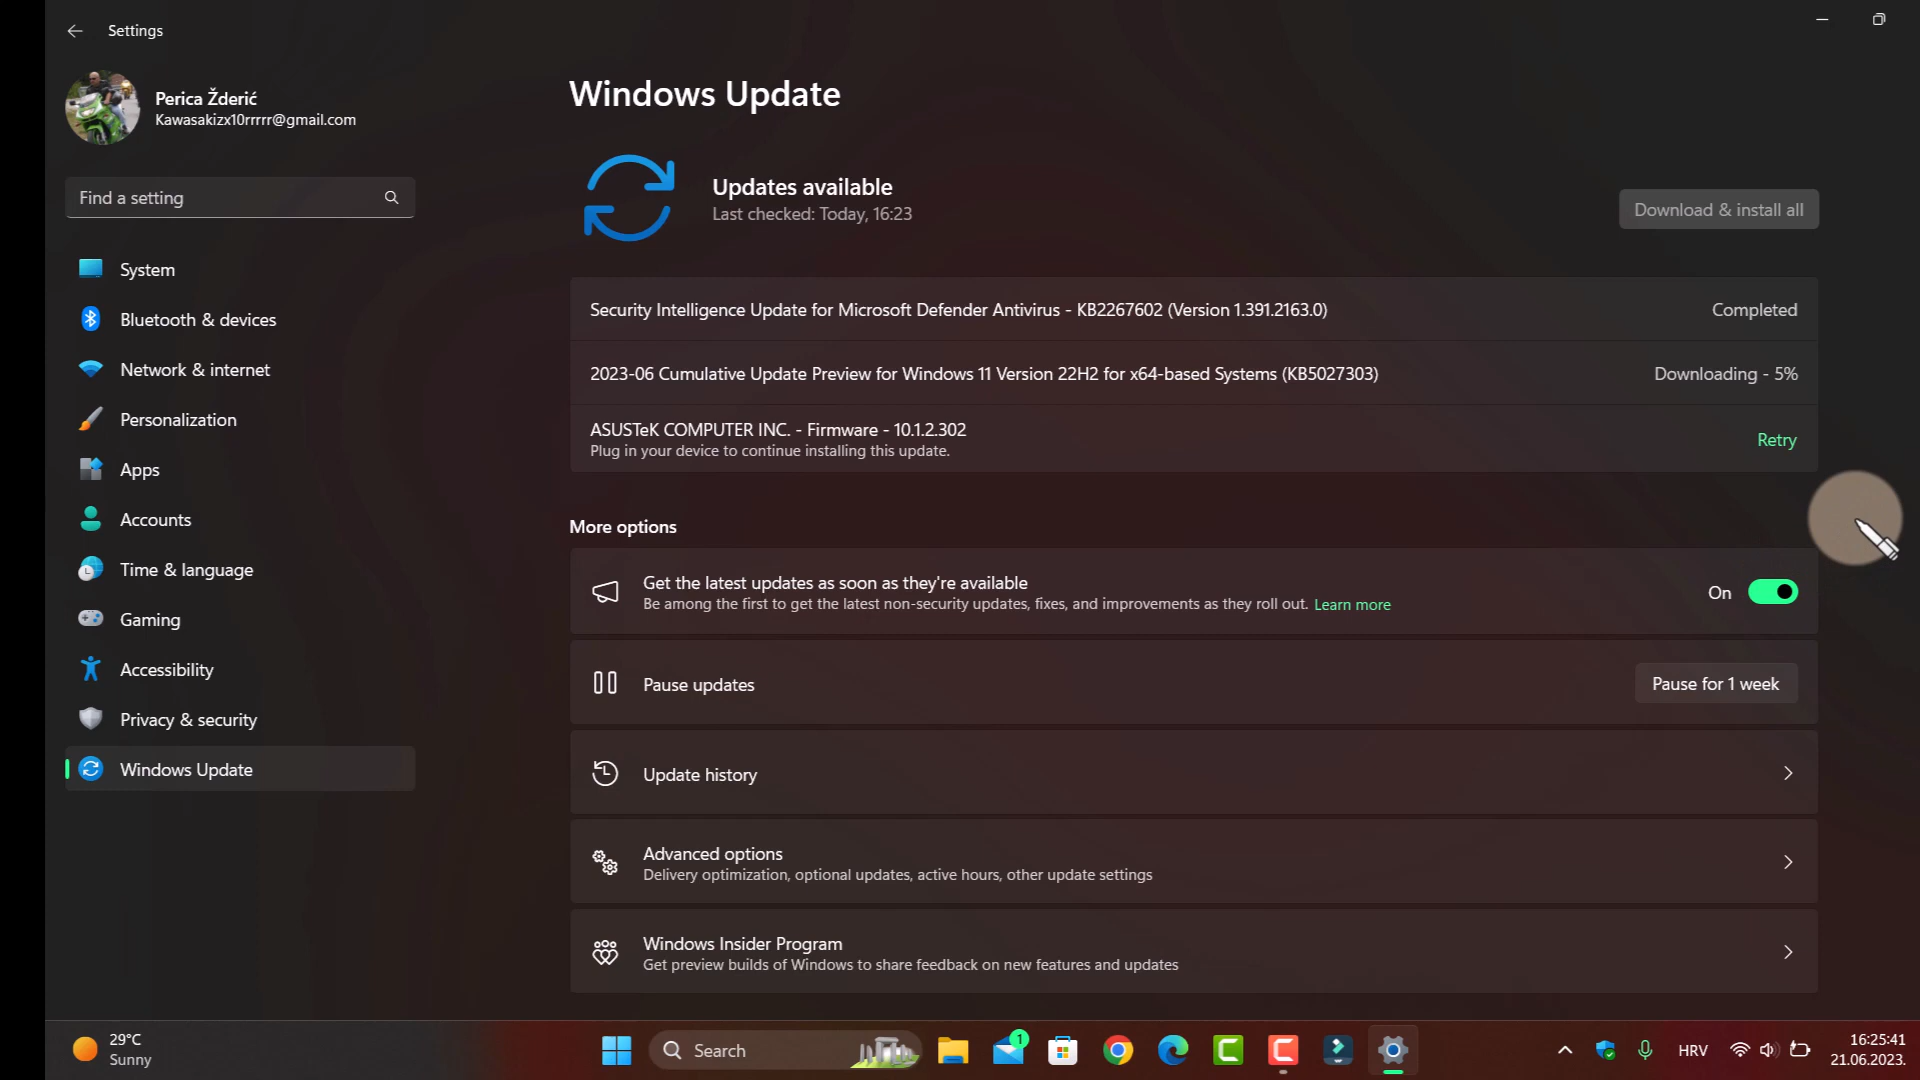 Settings
Perica Žderić
Kawasakizx10rrrrr@gmail.com
Find a setting
System
Bluetooth & devices
Network & internet
Personalization
Apps
Accounts
Time & language
Gaming
Accessibility
Privacy & security
Windows Update
Windows Update
Updates available
Last checked: Today, 16:23
Download & install all
Security Intelligence Update for Microsoft Defender Antivirus - KB2267602 (Version 1.391.2163.0)
Completed
2023-06 Cumulative Update Preview for Windows 11 Version 22H2 for x64-based Systems (KB5027303)
Downloading - 5%
ASUSTeK COMPUTER INC. - Firmware - 10.1.2.302
Plug in your device to continue installing this update.
Retry
More options
Get the latest updates as soon as they're available
Be among the first to get the latest non-security updates, fixes, and improvements as they roll out. Learn more
On
Pause updates
Pause for 1 week
Update history
Advanced options
Delivery optimization, optional updates, active hours, other update settings
Windows Insider Program
Get preview builds of Windows to share feedback on new features and updates
29°C
Sunny
Search
1
HRV
16:25:41
21.06.2023.